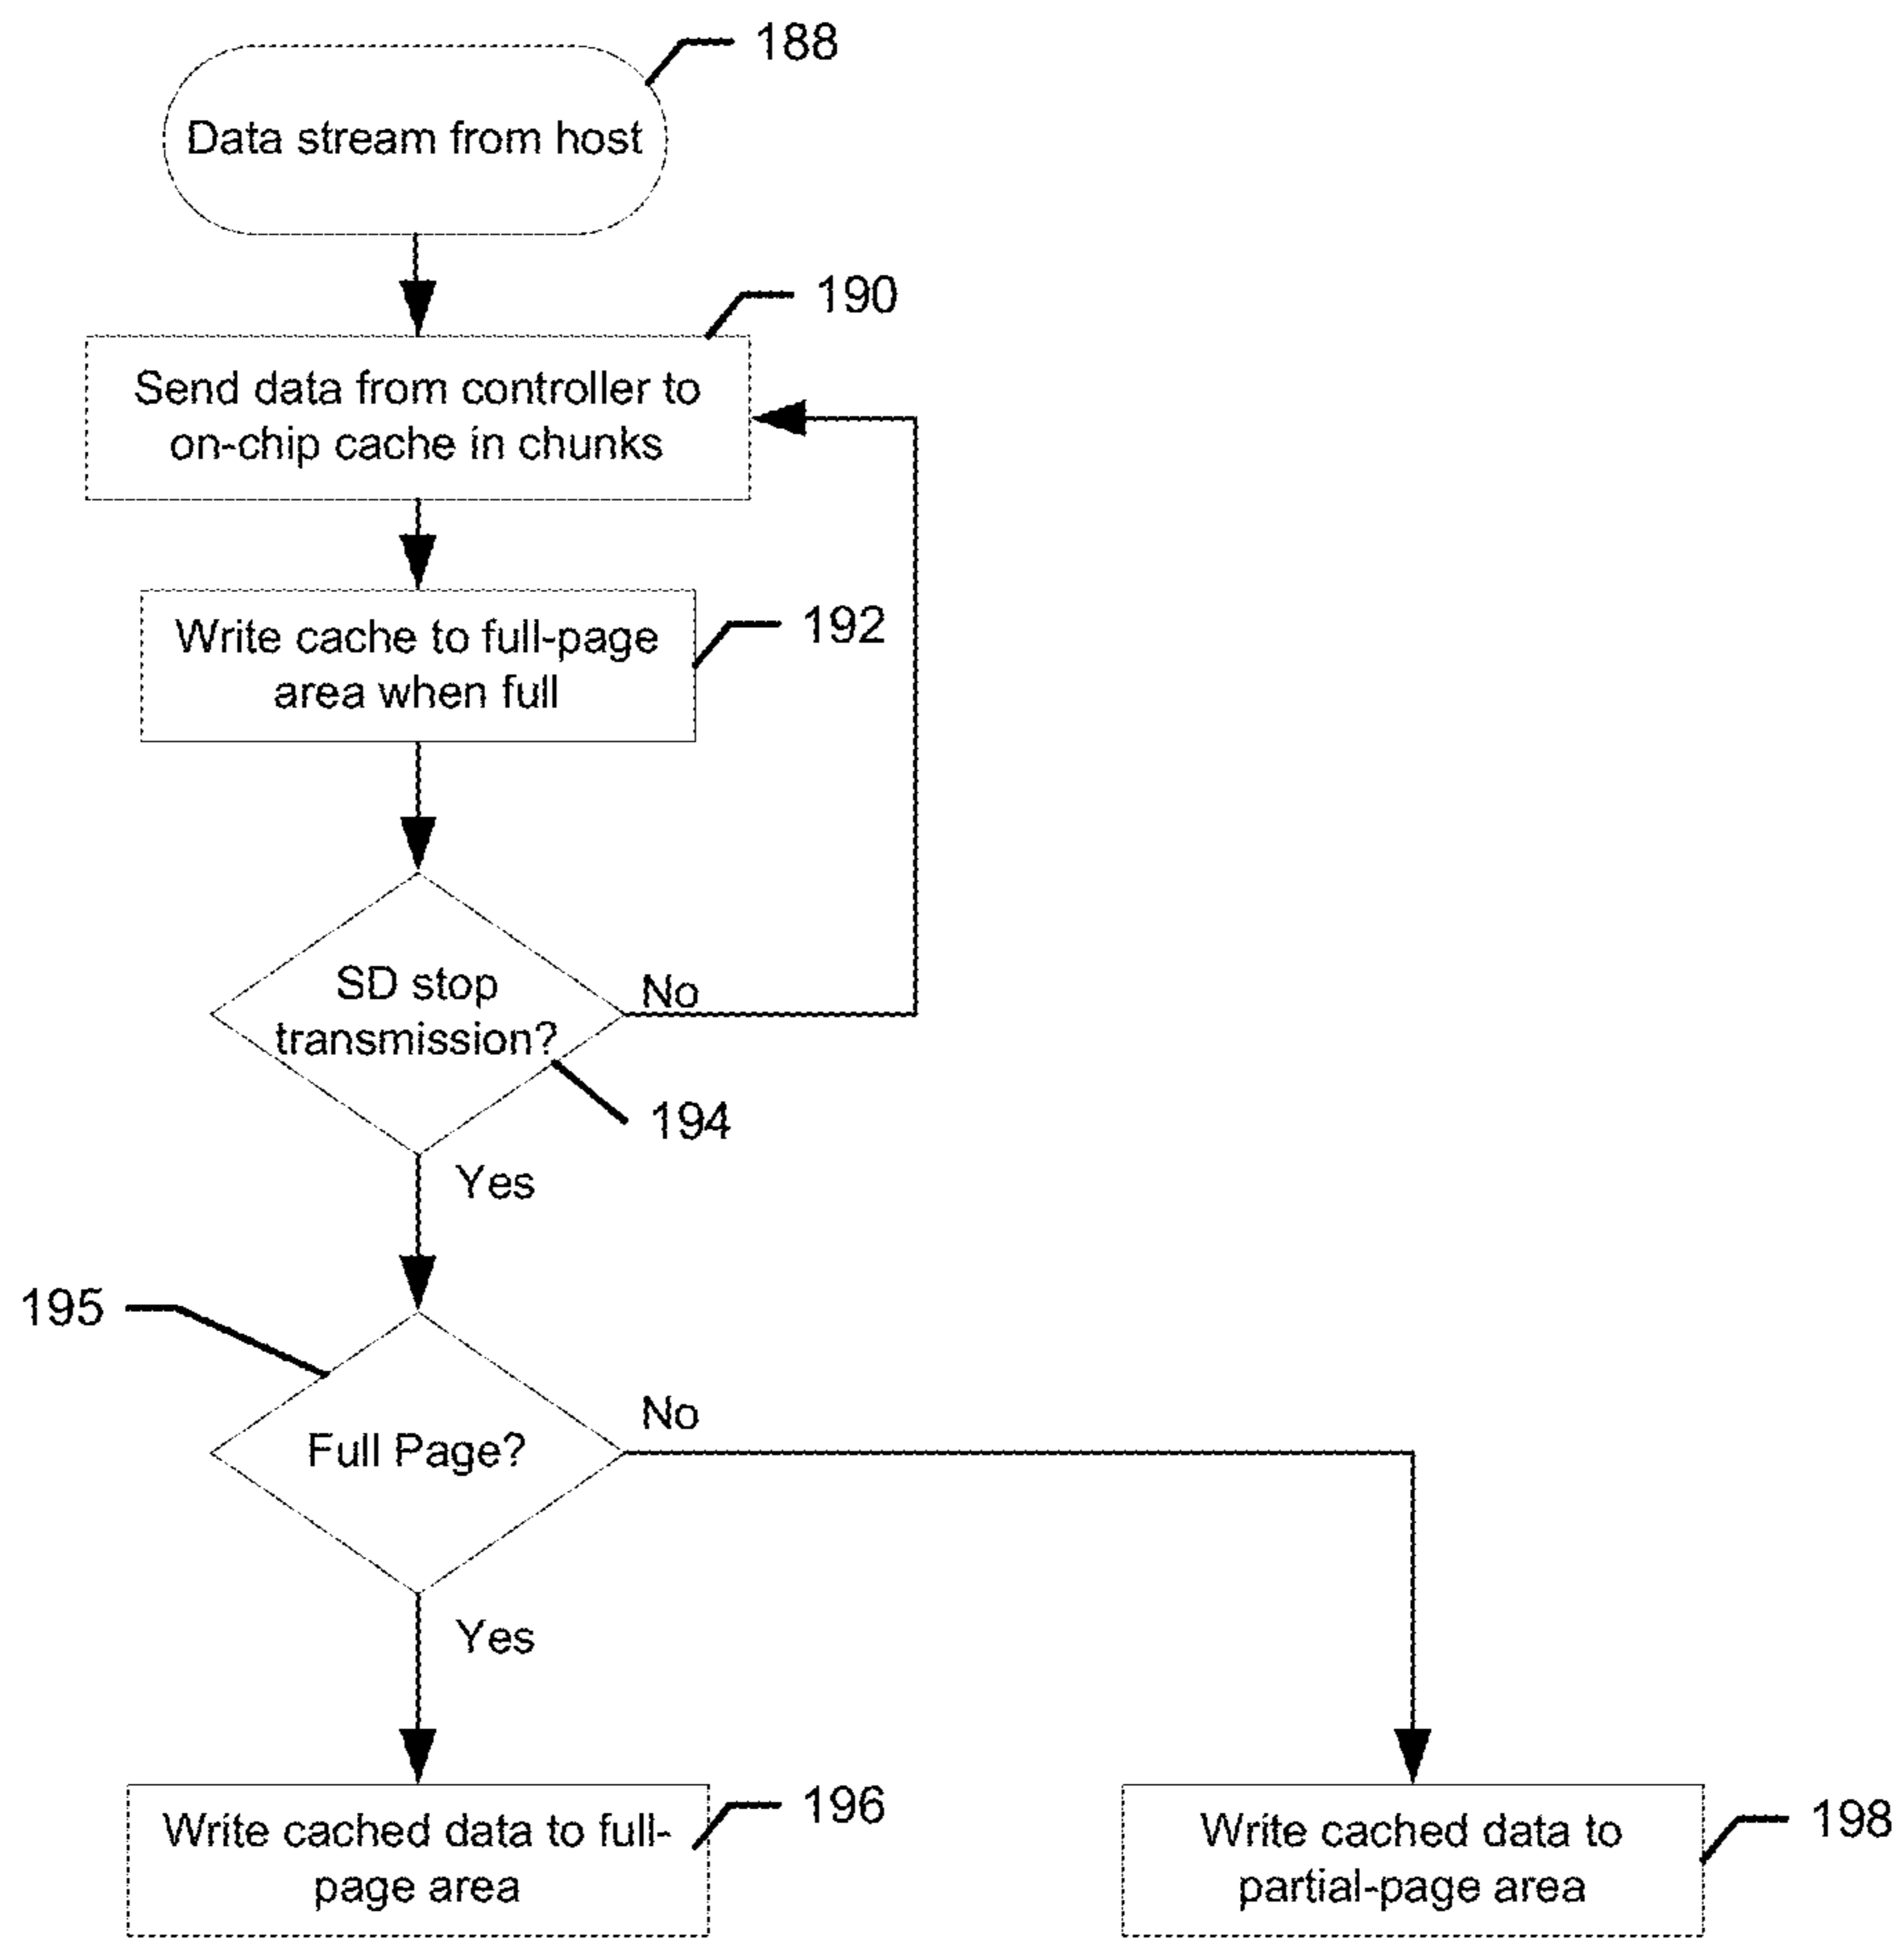 188
Data stream from host
190
Send data from controller to
on-chip cache in chunks
192
Write cache to full-page
area when full
SD stop
transmission?
No
194
Yes
195
Full Page?
No
Yes
196
Write cached data to full-
page area
198
Write cached data to
partial-page area